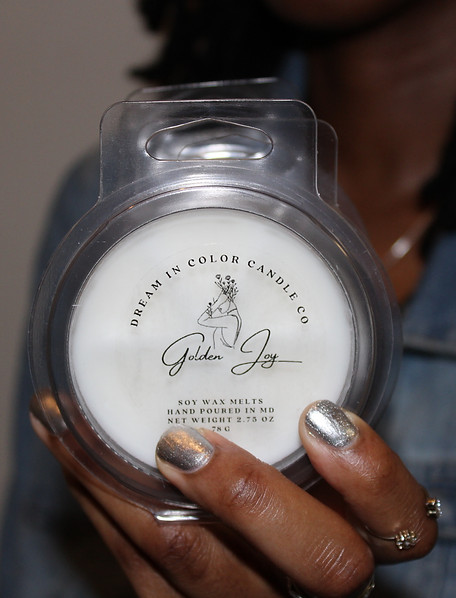 DREAM IN COLOR CANDLE CO
Golden Joy
SOY WAX MELTS
HAND POURED IN MD
NET WEIGHT 2.75 OZ
78 G